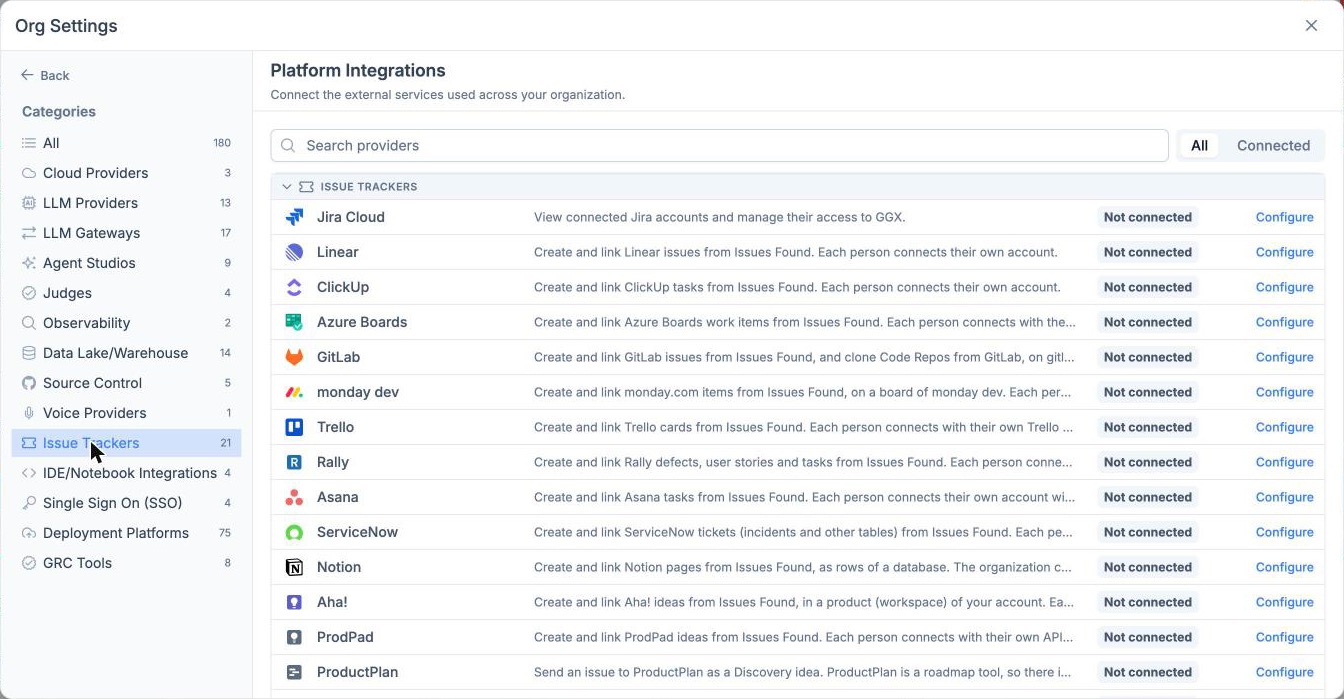 Org Settings
Back
Categories
All 180
Cloud Providers 3
LLM Providers 13
LLM Gateways 17
Agent Studios 9
Judges 4
Observability 2
Data Lake/Warehouse 14
Source Control 5
Voice Providers 1
Issue Trackers 21
IDE/Notebook Integrations 4
Single Sign On (SSO) 4
Deployment Platforms 75
GRC Tools 8
Platform Integrations
Connect the external services used across your organization.
Search providers
All Connected
ISSUE TRACKERS
Jira Cloud View connected Jira accounts and manage their access to GGX. Not connected Configure
Linear Create and link Linear issues from Issues Found. Each person connects their own account. Not connected Configure
ClickUp Create and link ClickUp tasks from Issues Found. Each person connects their own account. Not connected Configure
Azure Boards Create and link Azure Boards work items from Issues Found. Each person connects with the... Not connected Configure
GitLab Create and link GitLab issues from Issues Found, and clone Code Repos from GitLab, on gitl... Not connected Configure
monday dev Create and link monday.com items from Issues Found, on a board of monday dev. Each per... Not connected Configure
Trello Create and link Trello cards from Issues Found. Each person connects with their own Trello ... Not connected Configure
R Rally Create and link Rally defects, user stories and tasks from Issues Found. Each person conne... Not connected Configure
Asana Create and link Asana tasks from Issues Found. Each person connects their own account wi... Not connected Configure
ServiceNow Create and link ServiceNow tickets (incidents and other tables) from Issues Found. Each pe... Not connected Configure
N Notion Create and link Notion pages from Issues Found, as rows of a database. The organization c... Not connected Configure
Aha! Create and link Aha! ideas from Issues Found, in a product (workspace) of your account. Ea... Not connected Configure
ProdPad Create and link ProdPad ideas from Issues Found. Each person connects with their own API... Not connected Configure
ProductPlan Send an issue to ProductPlan as a Discovery idea. ProductPlan is a roadmap tool, so there i... Not connected Configure